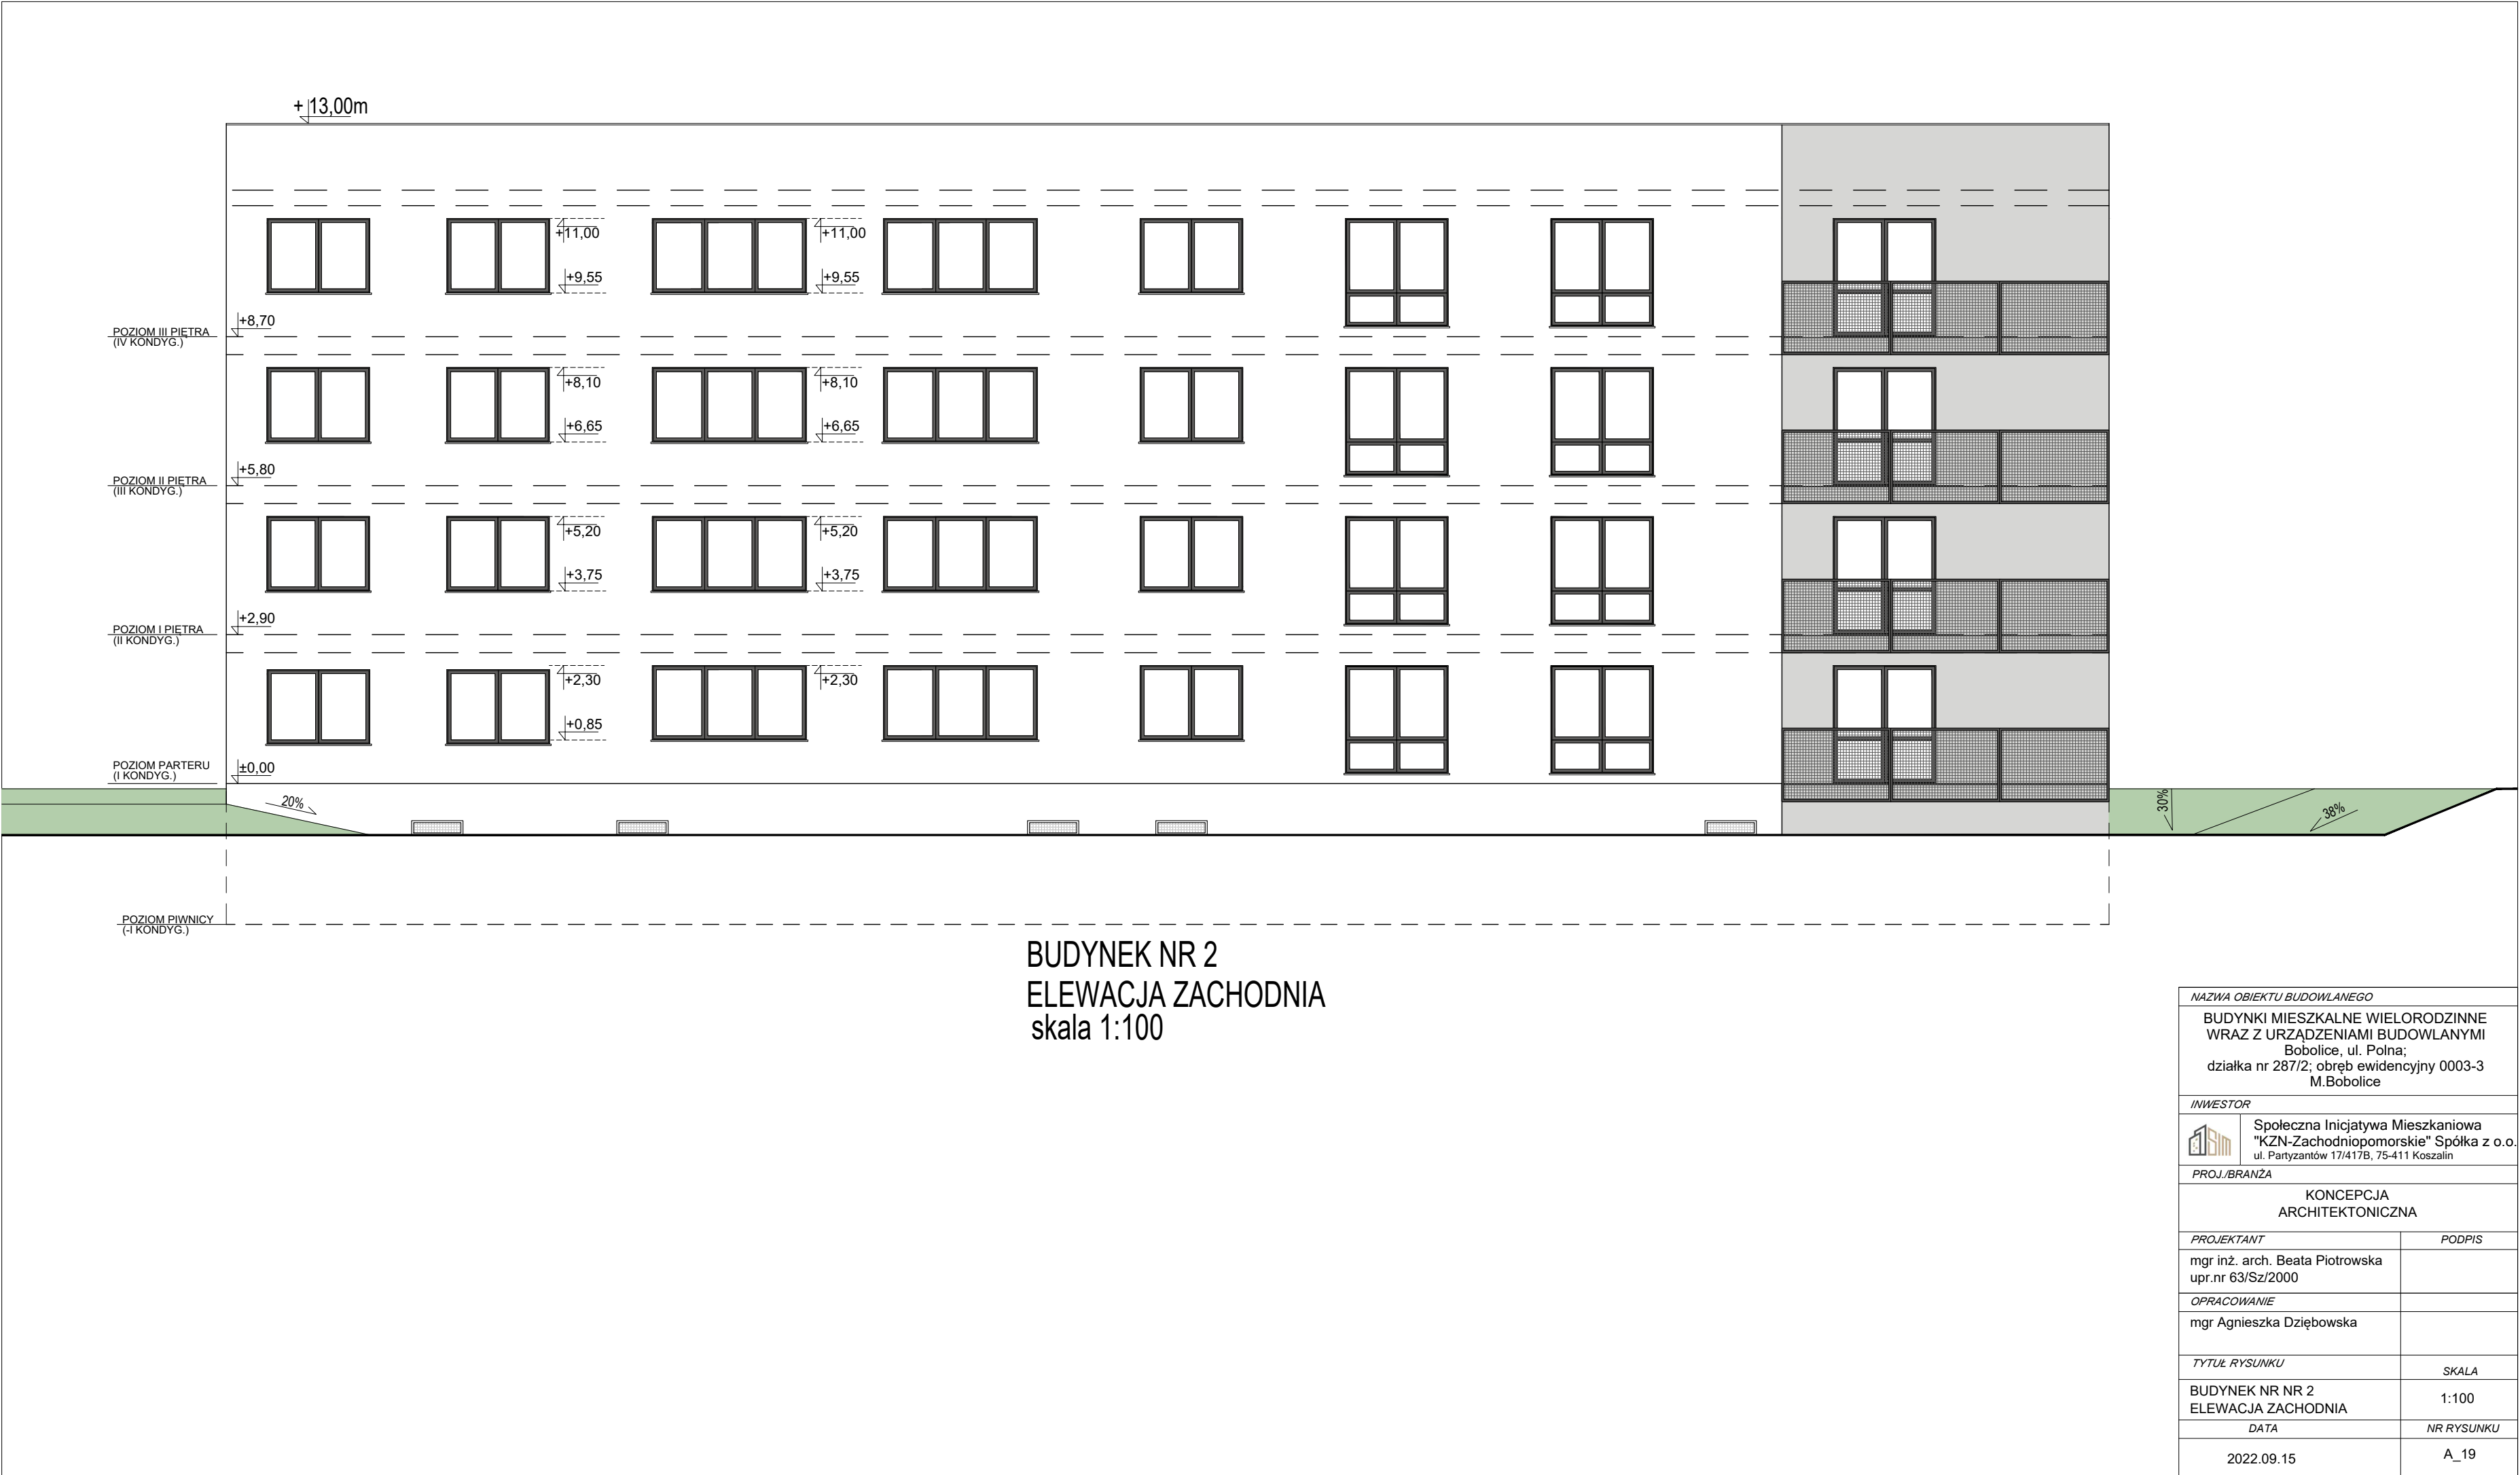 + 13,00m
+11,00
+11,00
+9,55
+9,55
POZIOM III PIĘTRA
(IV KONDYG.)
+8,70
+8,10
+8,10
+6,65
+6,65
POZIOM II PIĘTRA
(III KONDYG.)
+5,80
+5,20
+5,20
+3,75
+3,75
POZIOM I PIĘTRA
(II KONDYG.)
+2,90
+2,30
+2,30
+0,85
POZIOM PARTERU
(I KONDYG.)
±0,00
20%
30%
38%
POZIOM PIWNICY
(-I KONDYG.)
BUDYNEK NR 2
ELEWACJA ZACHODNIA
skala 1:100
NAZWA OBIEKTU BUDOWLANEGO
BUDYNKI MIESZKALNE WIELORODZINNE
WRAZ Z URZĄDZENIAMI BUDOWLANYMI
Bobolice, ul. Polna;
działka nr 287/2; obręb ewidencyjny 0003-3
M.Bobolice
INWESTOR
SIM
Społeczna Inicjatywa Mieszkaniowa
"KZN-Zachodniopomorskie" Spółka z o.o.
ul. Partyzantów 17/417B, 75-411 Koszalin
PROJ./BRANŻA
KONCEPCJA
ARCHITEKTONICZNA
PROJEKTANT
PODPIS
mgr inż. arch. Beata Piotrowska
upr.nr 63/Sz/2000
OPRACOWANIE
mgr Agnieszka Dziębowska
TYTUŁ RYSUNKU
SKALA
BUDYNEK NR NR 2
ELEWACJA ZACHODNIA
1:100
DATA
NR RYSUNKU
2022.09.15
A_19